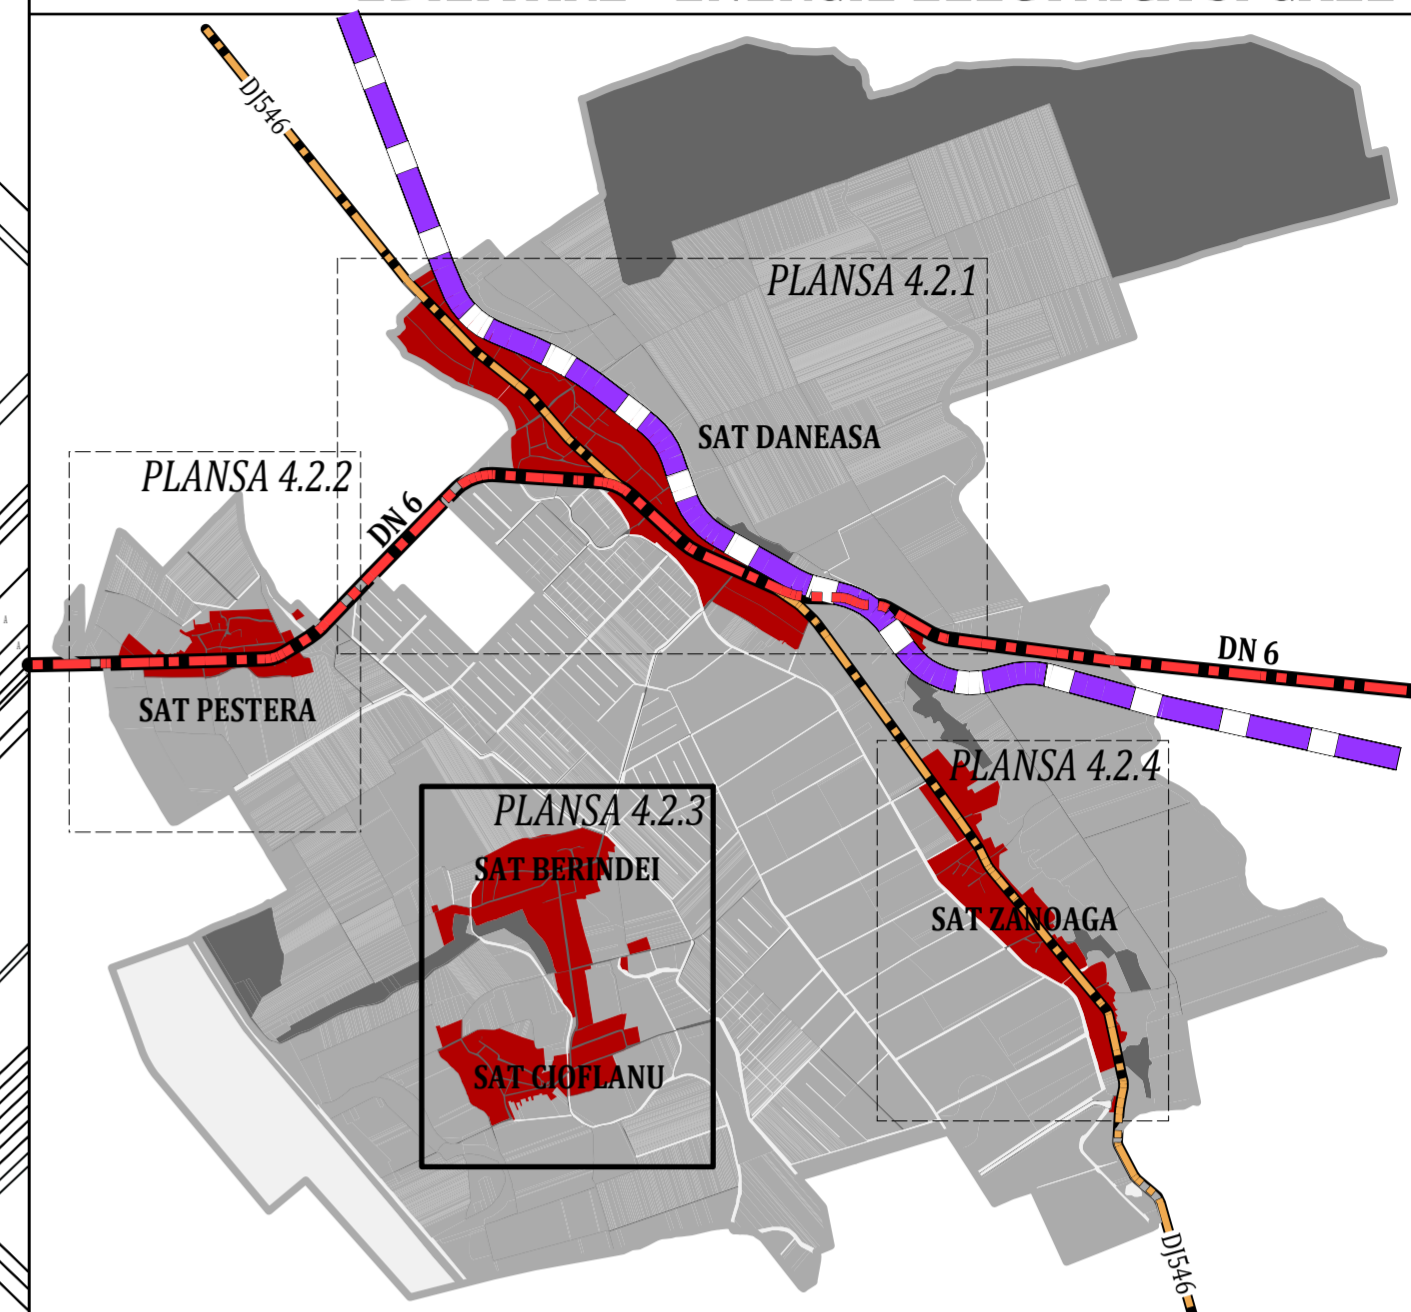 DJ546
PLANSA 4.2.1
SAT DANEASA
PLANSA 4.2.2
DN 6
DN 6
SAT PESTERA
PLANSA 4.2.4
PLANSA 4.2.3
SAT BERINDEI
SAT ZANOAGA
SAT CIOFLANU
DJ546